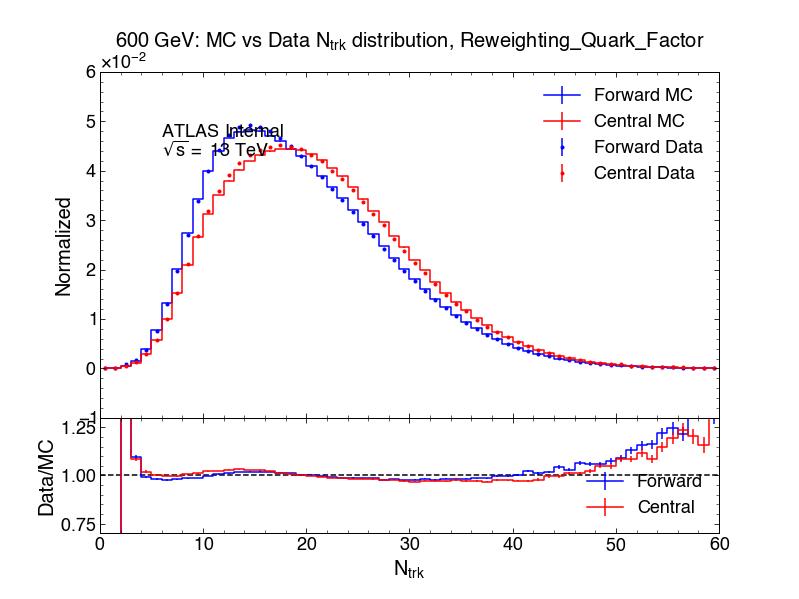 600 GeV: MC vs Data Ntrk distribution, Reweighting_Quark_Factor
×10−2
6
5
4
3
2
1
0
−1
Normalized
ATLAS Internal
√s = 13 TeV
Forward MC
Central MC
Forward Data
Central Data
1.25
1.00
0.75
Data/MC
Forward
Central
0 10 20 30 40 50 60
Ntrk